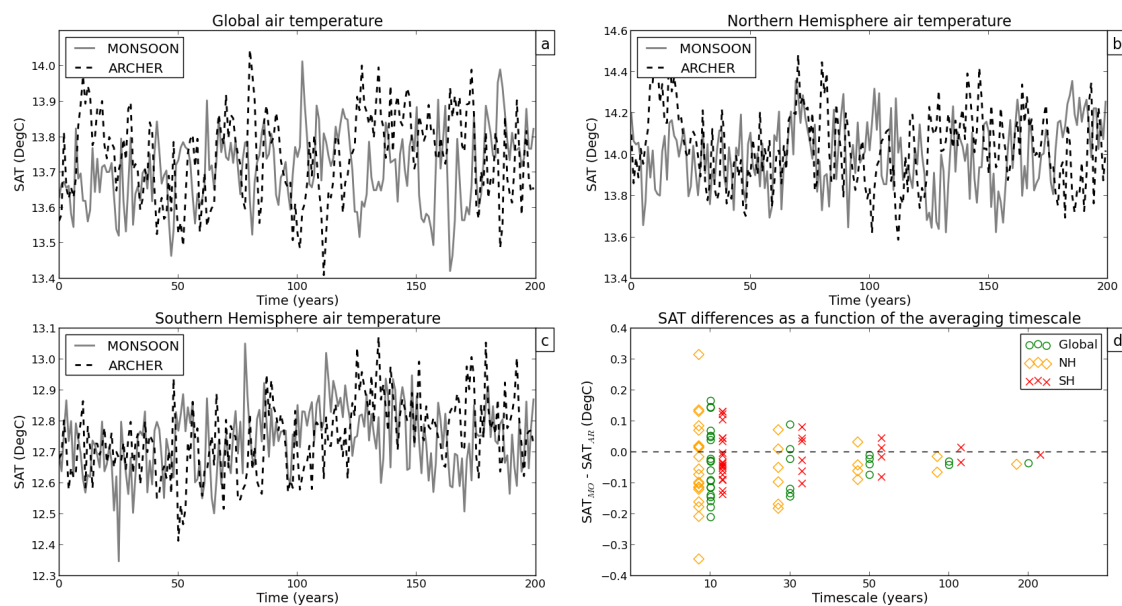 Global air temperature
a
MONSOON
ARCHER
SAT (DegC)
14.0
13.9
13.8
13.7
13.6
13.5
13.4
0 50 100 150 200
Time (years)
Northern Hemisphere air temperature
b
MONSOON
ARCHER
SAT (DegC)
14.6
14.4
14.2
14.0
13.8
13.6
13.4
0 50 100 150 200
Time (years)
Southern Hemisphere air temperature
c
MONSOON
ARCHER
SAT (DegC)
13.1
13.0
12.9
12.8
12.7
12.6
12.5
12.4
12.3
0 50 100 150 200
Time (years)
SAT differences as a function of the averaging timescale
d
Global
NH
SH
SAT_MO - SAT_AR (DegC)
0.4
0.3
0.2
0.1
0.0
−0.1
−0.2
−0.3
−0.4
10 30 50 100 200
Timescale (years)